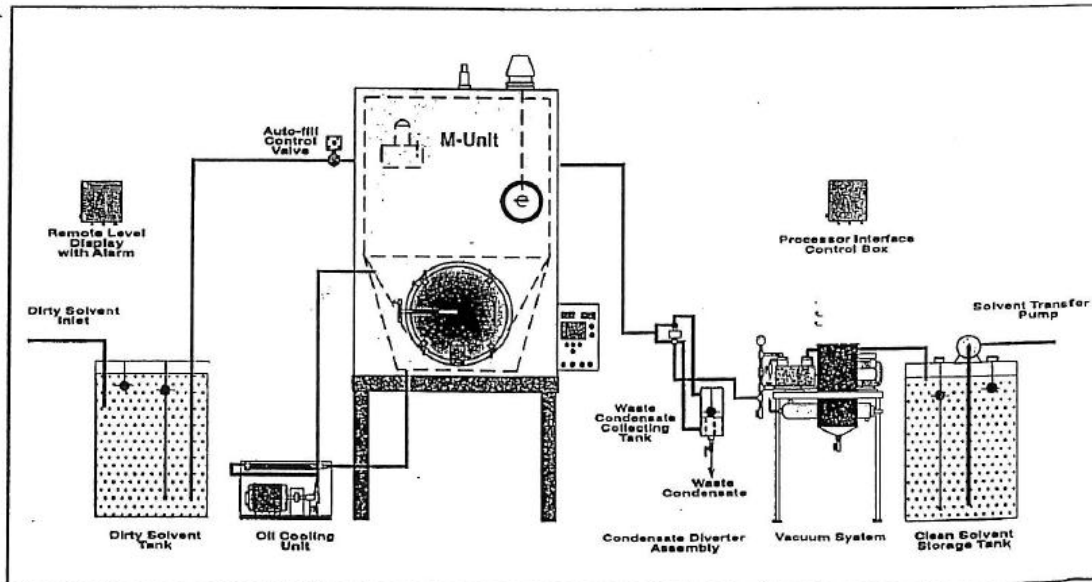 Auto-fill
Control
Valve
M-Unit
e
Remote Level
Display
with Alarm
Processor Interface
Control Box
Dirty Solvent
Inlet
Solvent Transfer
Pump
Waste
Condensate
Collecting
Tank
Waste
Condensate
Dirty Solvent
Tank
Oil Cooling
Unit
Condensate Diverter
Assembly
Vacuum System
Clean Solvent
Storage Tank